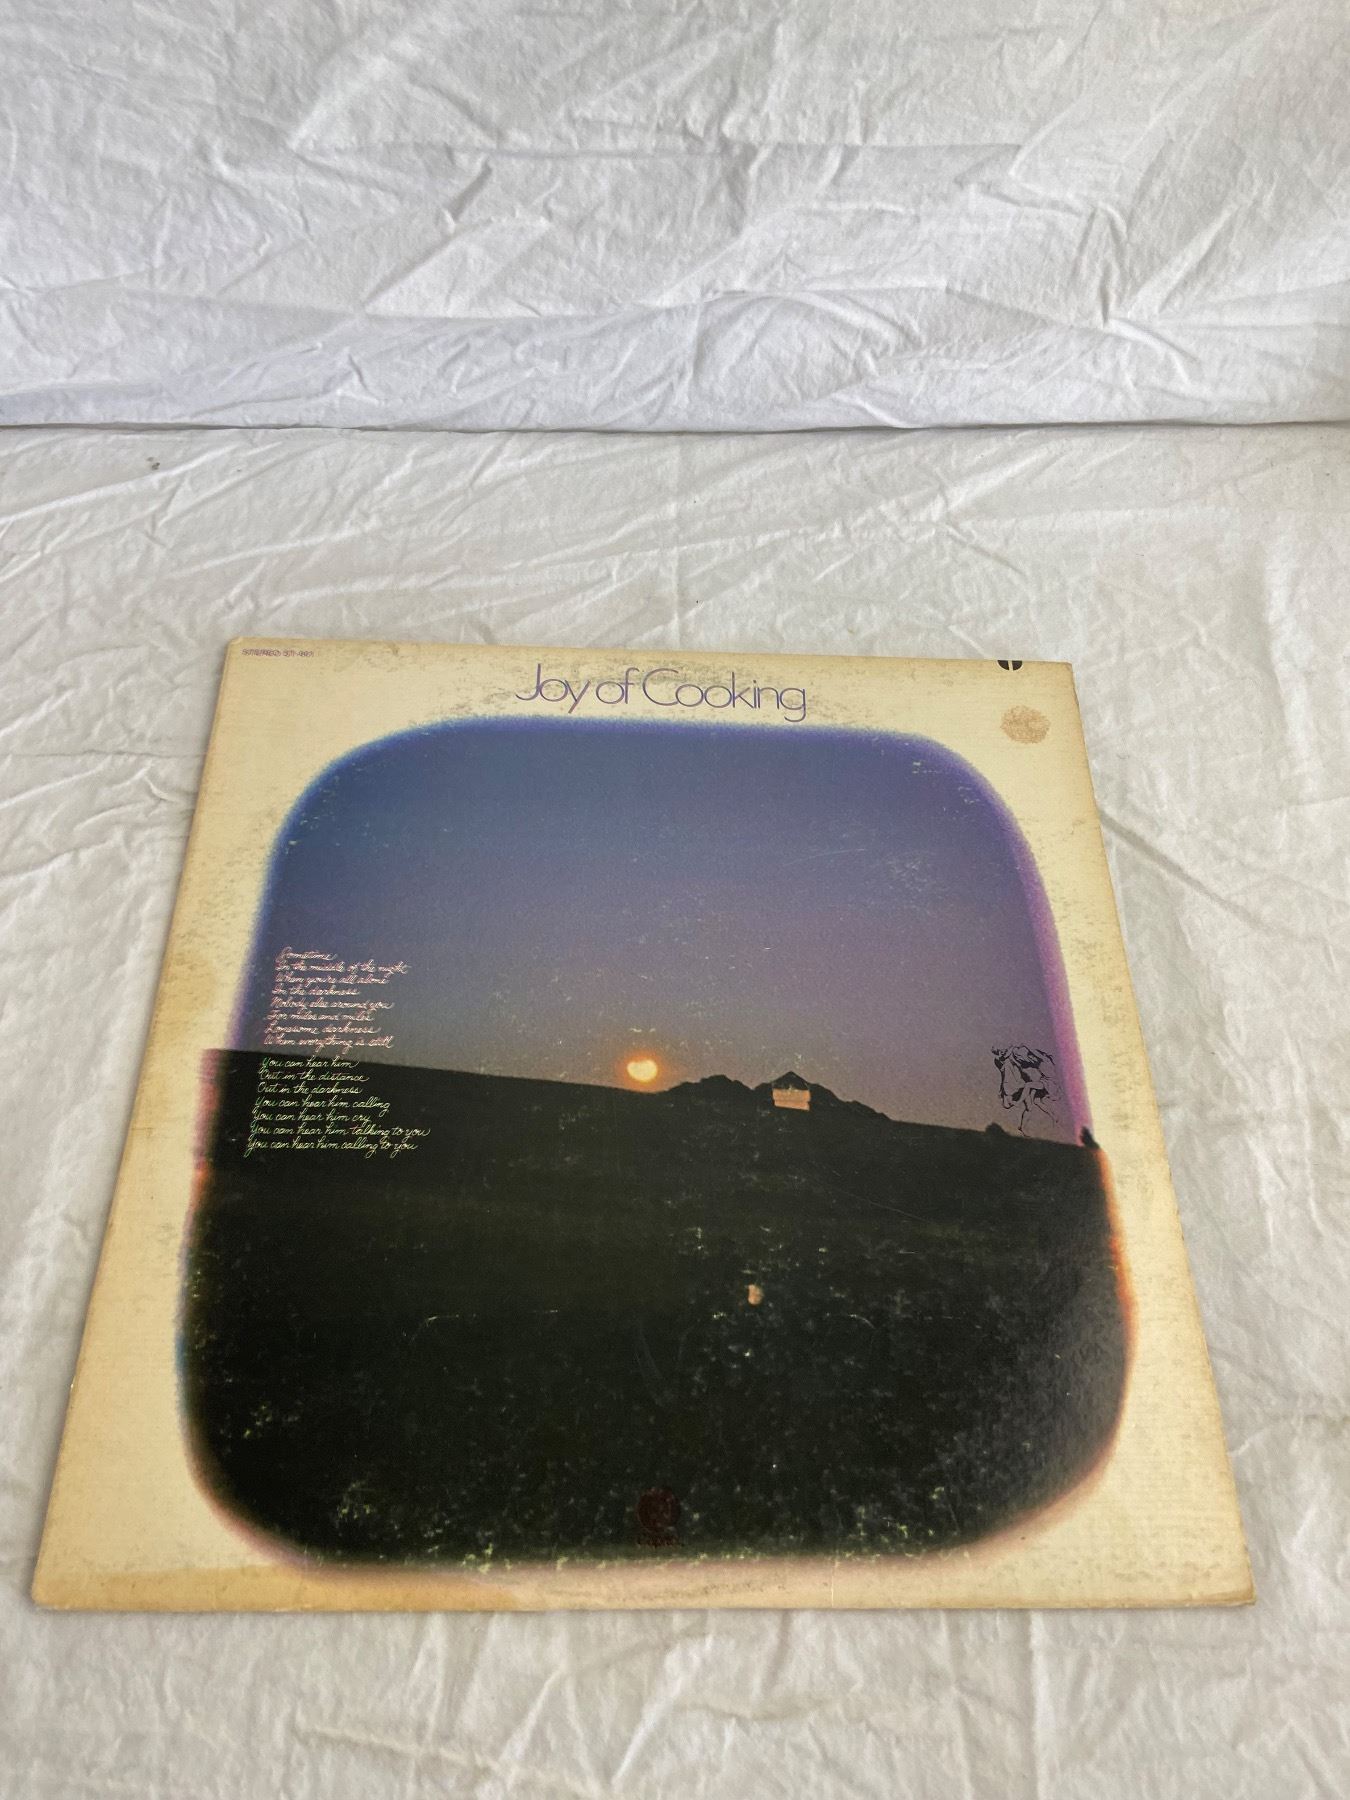 STEREO ST-661
Joy of Cooking
Sometime
In the middle of the night
When you're all alone
In the darkness
Nobody else around you
For miles and miles
Lonesome darkness
When everything is still
You can hear him
Out in the distance
Out in the darkness
You can hear him calling
You can hear him cry
You can hear him talking to you
You can hear him calling to you
Capitol